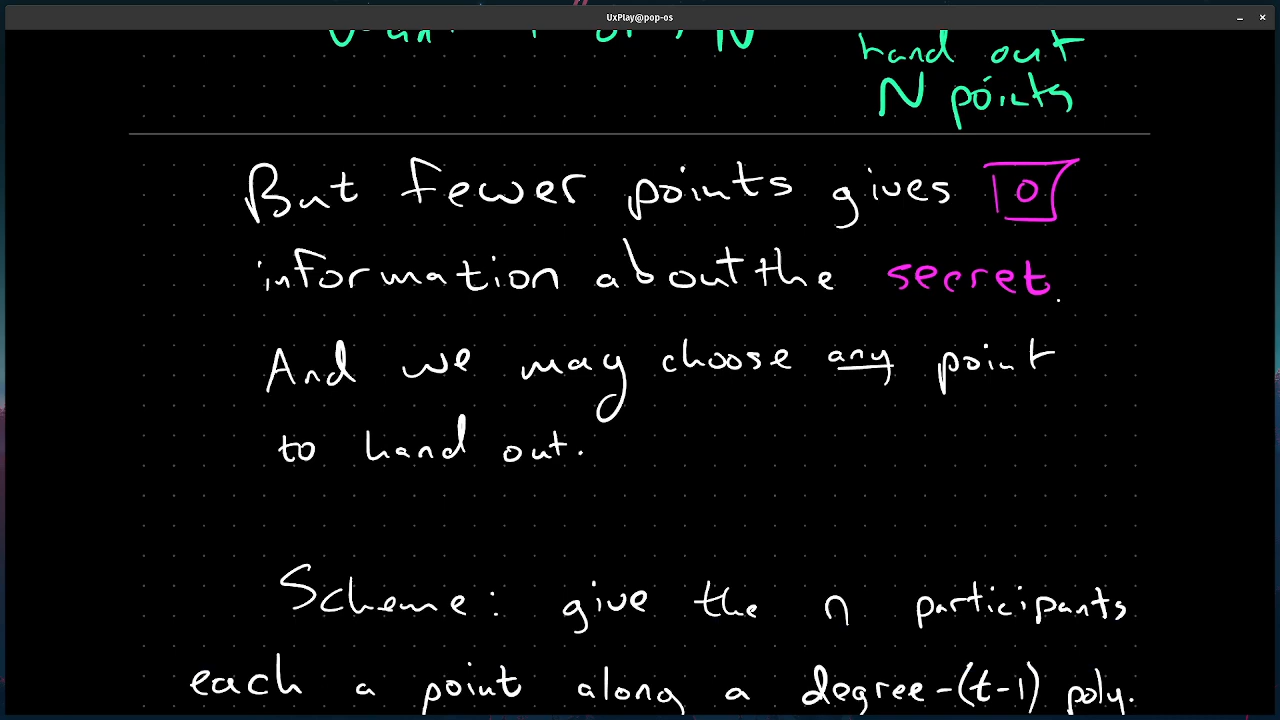 UxPlay@pop-os
N
hand out
N points
But fewer points gives 0
information about the secret.
And we may choose any point
to hand out.
Scheme: give the n participants
each a point along a degree-(t-1) poly.